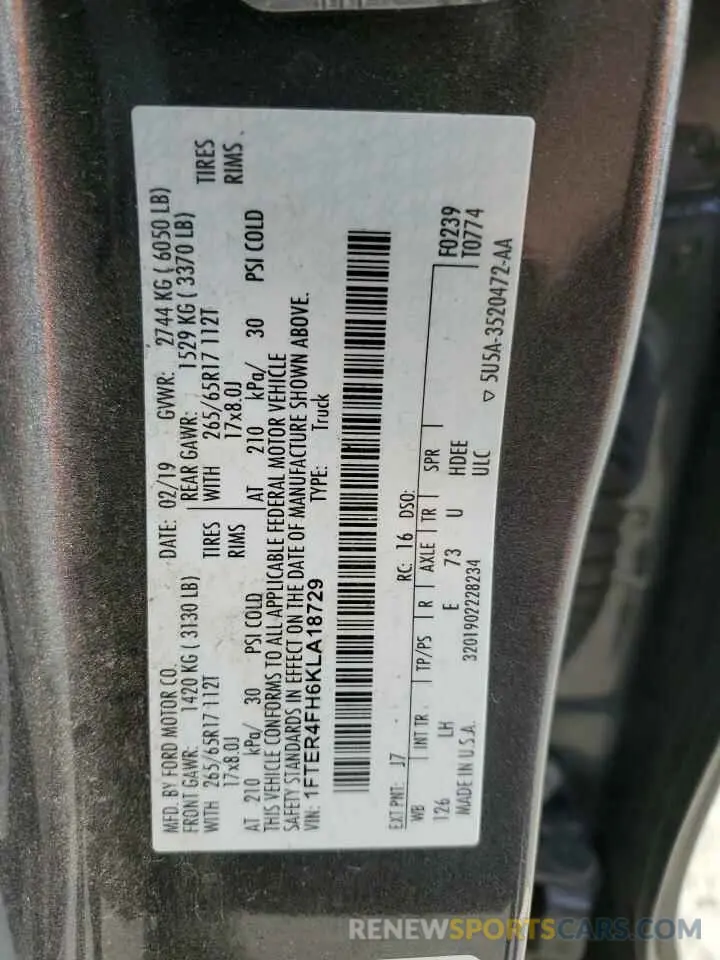 MFD. BY FORD MOTOR CO. DATE: 02/19 GVWR: 2744 KG ( 6050 LB)
FRONT GAWR: 1420 KG ( 3130 LB) REAR GAWR: 1529 KG ( 3370 LB)
WITH 265/65R17 112T TIRES WITH 265/65R17 112T TIRES
17x8.0J RIMS 17x8.0J RIMS
AT 210 kPa/ 30 PSI COLD AT 210 kPa/ 30 PSI COLD
THIS VEHICLE CONFORMS TO ALL APPLICABLE FEDERAL MOTOR VEHICLE
SAFETY STANDARDS IN EFFECT ON THE DATE OF MANUFACTURE SHOWN ABOVE.
VIN: 1FTER4FH6KLA18729 TYPE: Truck
EXT PNT: J7 RC: 16 DSO: F0239
WB INT TR. TP/PS R AXLE TR SPR T0774
126 LH E 73 U HDEE
MADE IN U.S.A. 3201902228234 ULC
5U5A-3520472-AA
RENEWSPORTSCARS.COM